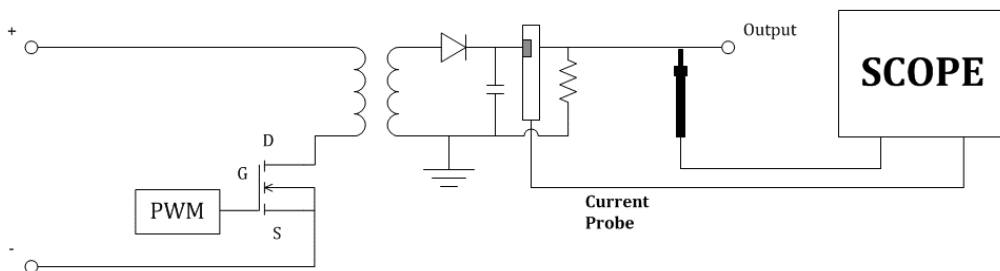 +
Output
SCOPE
D
G
PWM
S
Current
Probe
-